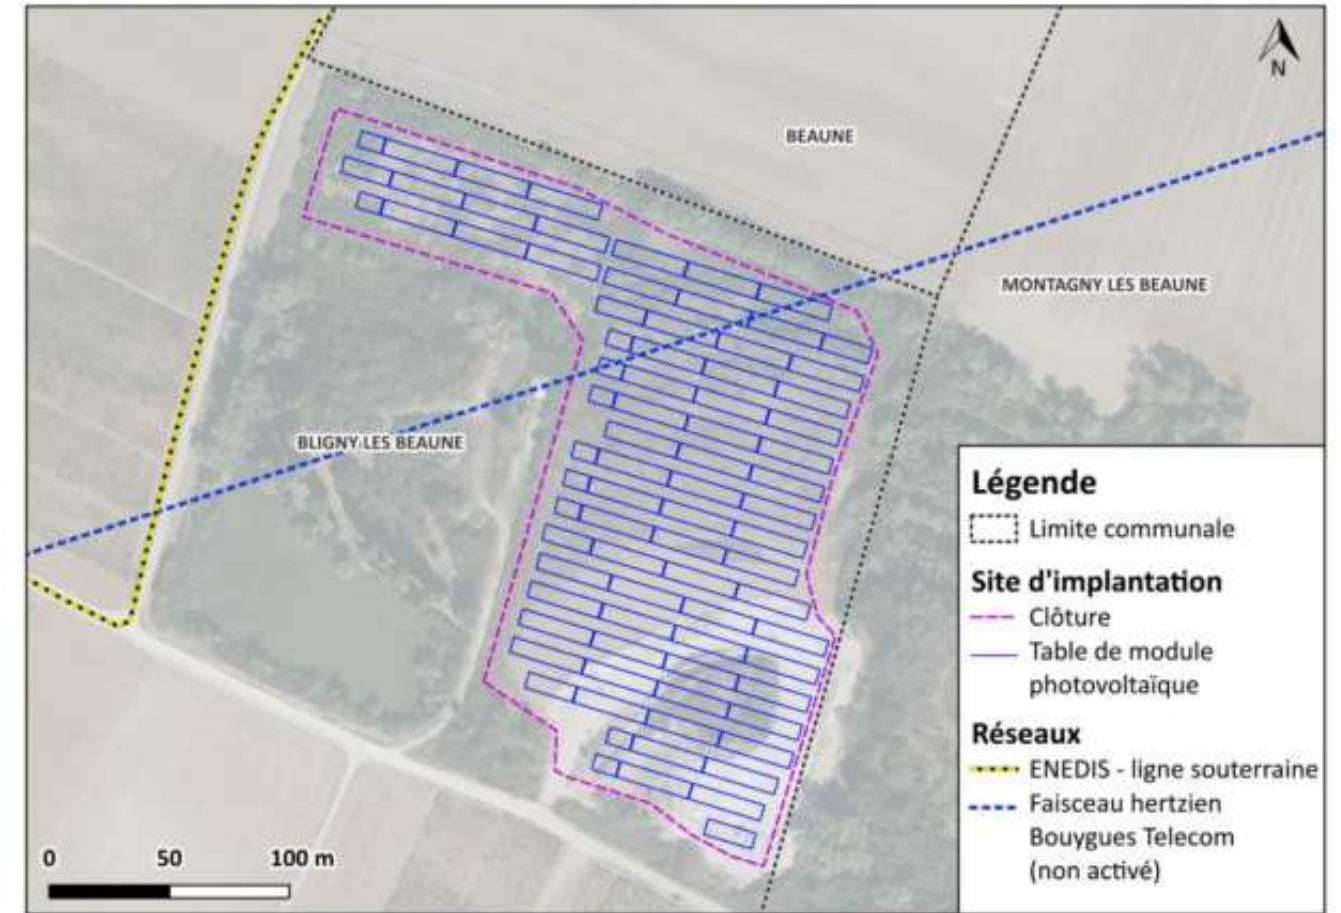 N
BEAUNE
MONTAGNY LES BEAUNE
BLIGNY LES BEAUNE
Légende
Limite communale
Site d'implantation
Clôture
Table de module
photovoltaïque
Réseaux
ENEDIS - ligne souterraine
Faisceau hertzien
Bouygues Telecom
(non activé)
0 50 100 m